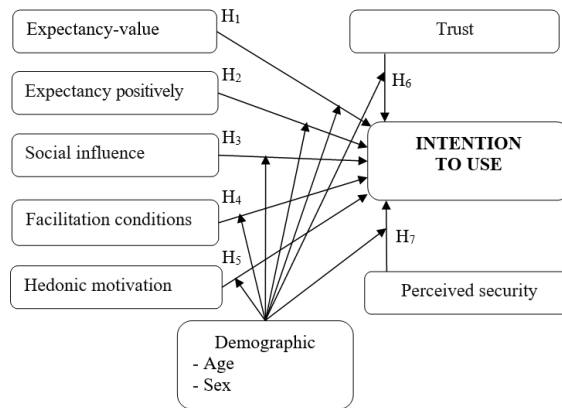 Expectancy-value
H1
Trust
Expectancy positively
H2
H6
Social influence
H3
INTENTION
TO USE
Facilitation conditions
H4
Hedonic motivation
H5
H7
Perceived security
Demographic
- Age
- Sex